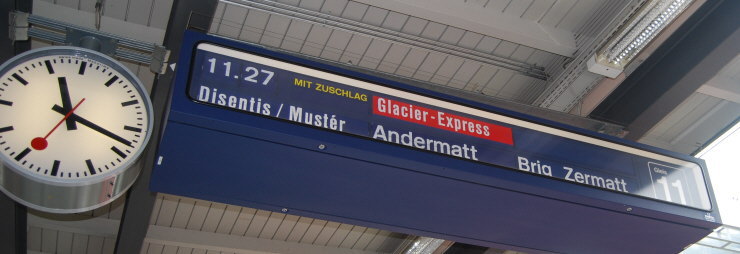 11.27 MIT ZUSCHLAG Glacier-Express
Disentis / Mustér Andermatt Brig Zermatt
Gleis
11